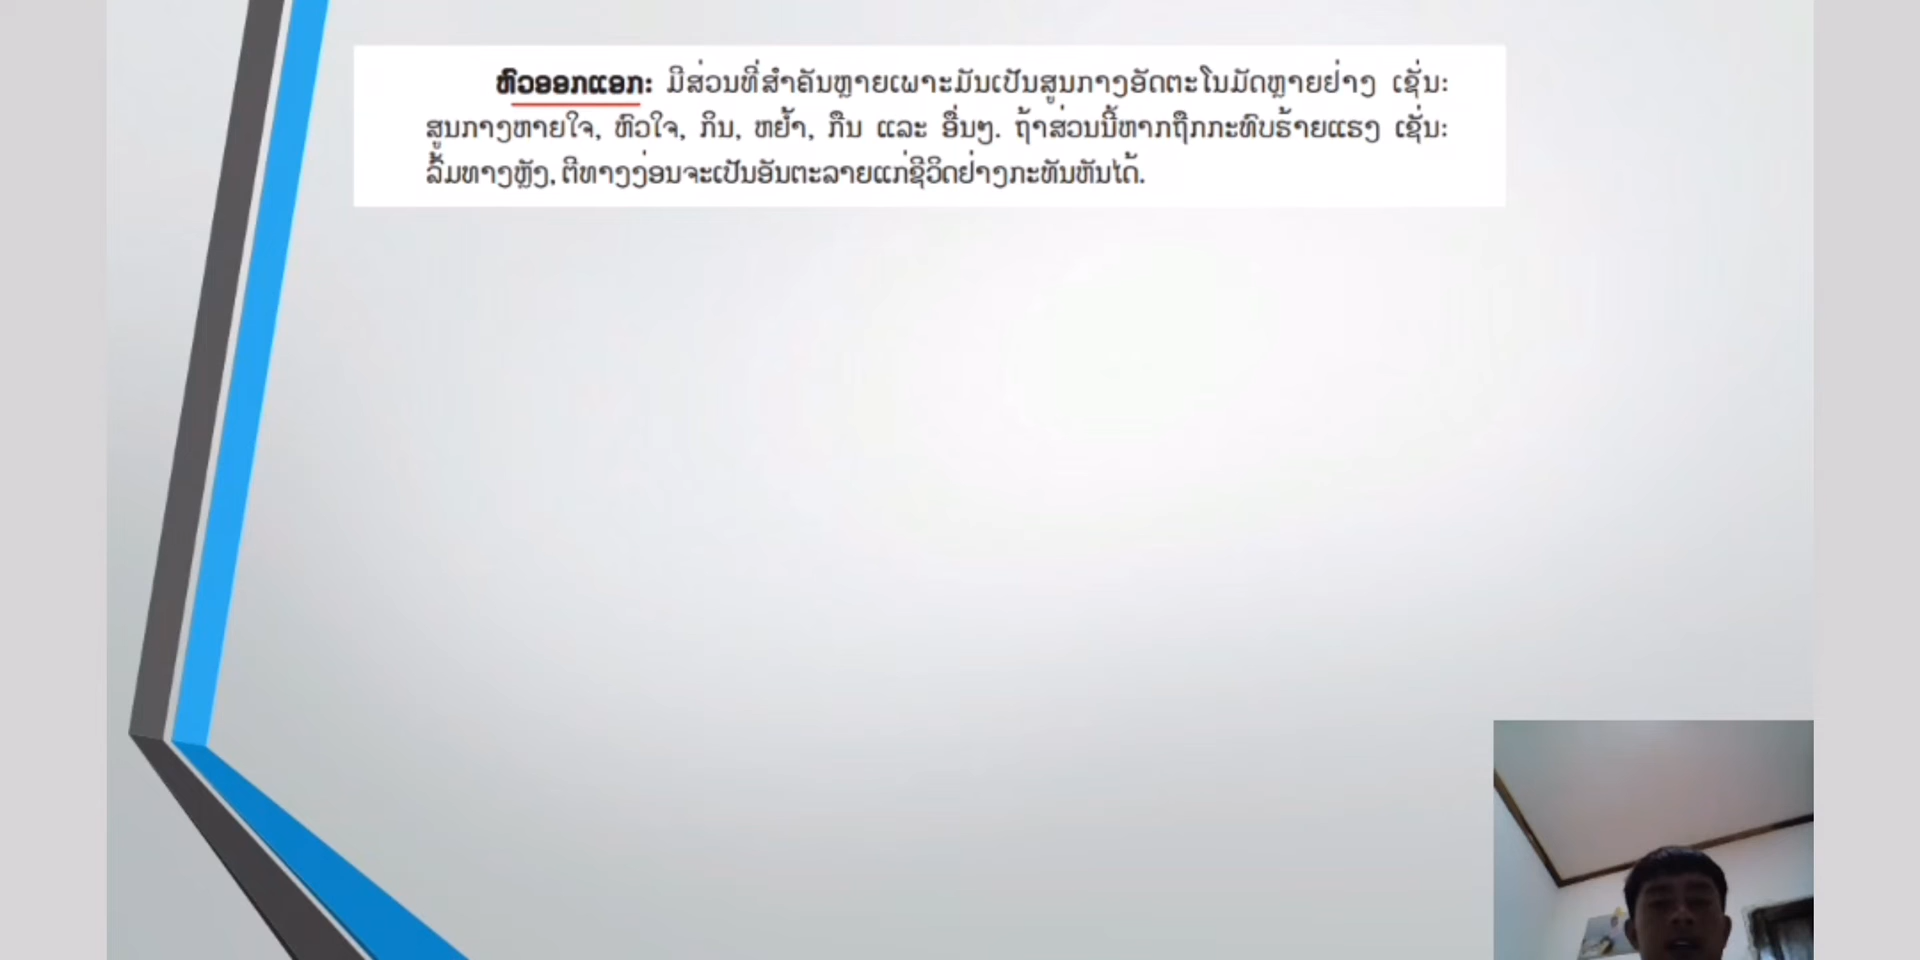 ຫົວອອກແອກ: ມີສ່ວນທີ່ສຳຄັນຫຼາຍເພາະມັນເປັນສູນກາງອັດຕະໂນມັດຫຼາຍຢ່າງ ເຊັ່ນ:
ສູນກາງຫາຍໃຈ, ຫົວໃຈ, ກິນ, ຫຍ້ຳ, ກືນ ແລະ ອື່ນໆ. ຖ້າສ່ວນນີ້ຫາກຖືກກະທົບຮ້າຍແຮງ ເຊັ່ນ:
ລົ້ມທາງຫຼັງ, ຕີທາງງ່ອນຈະເປັນອັນຕະລາຍແກ່ຊີວິດຢ່າງກະທັນຫັນໄດ້.